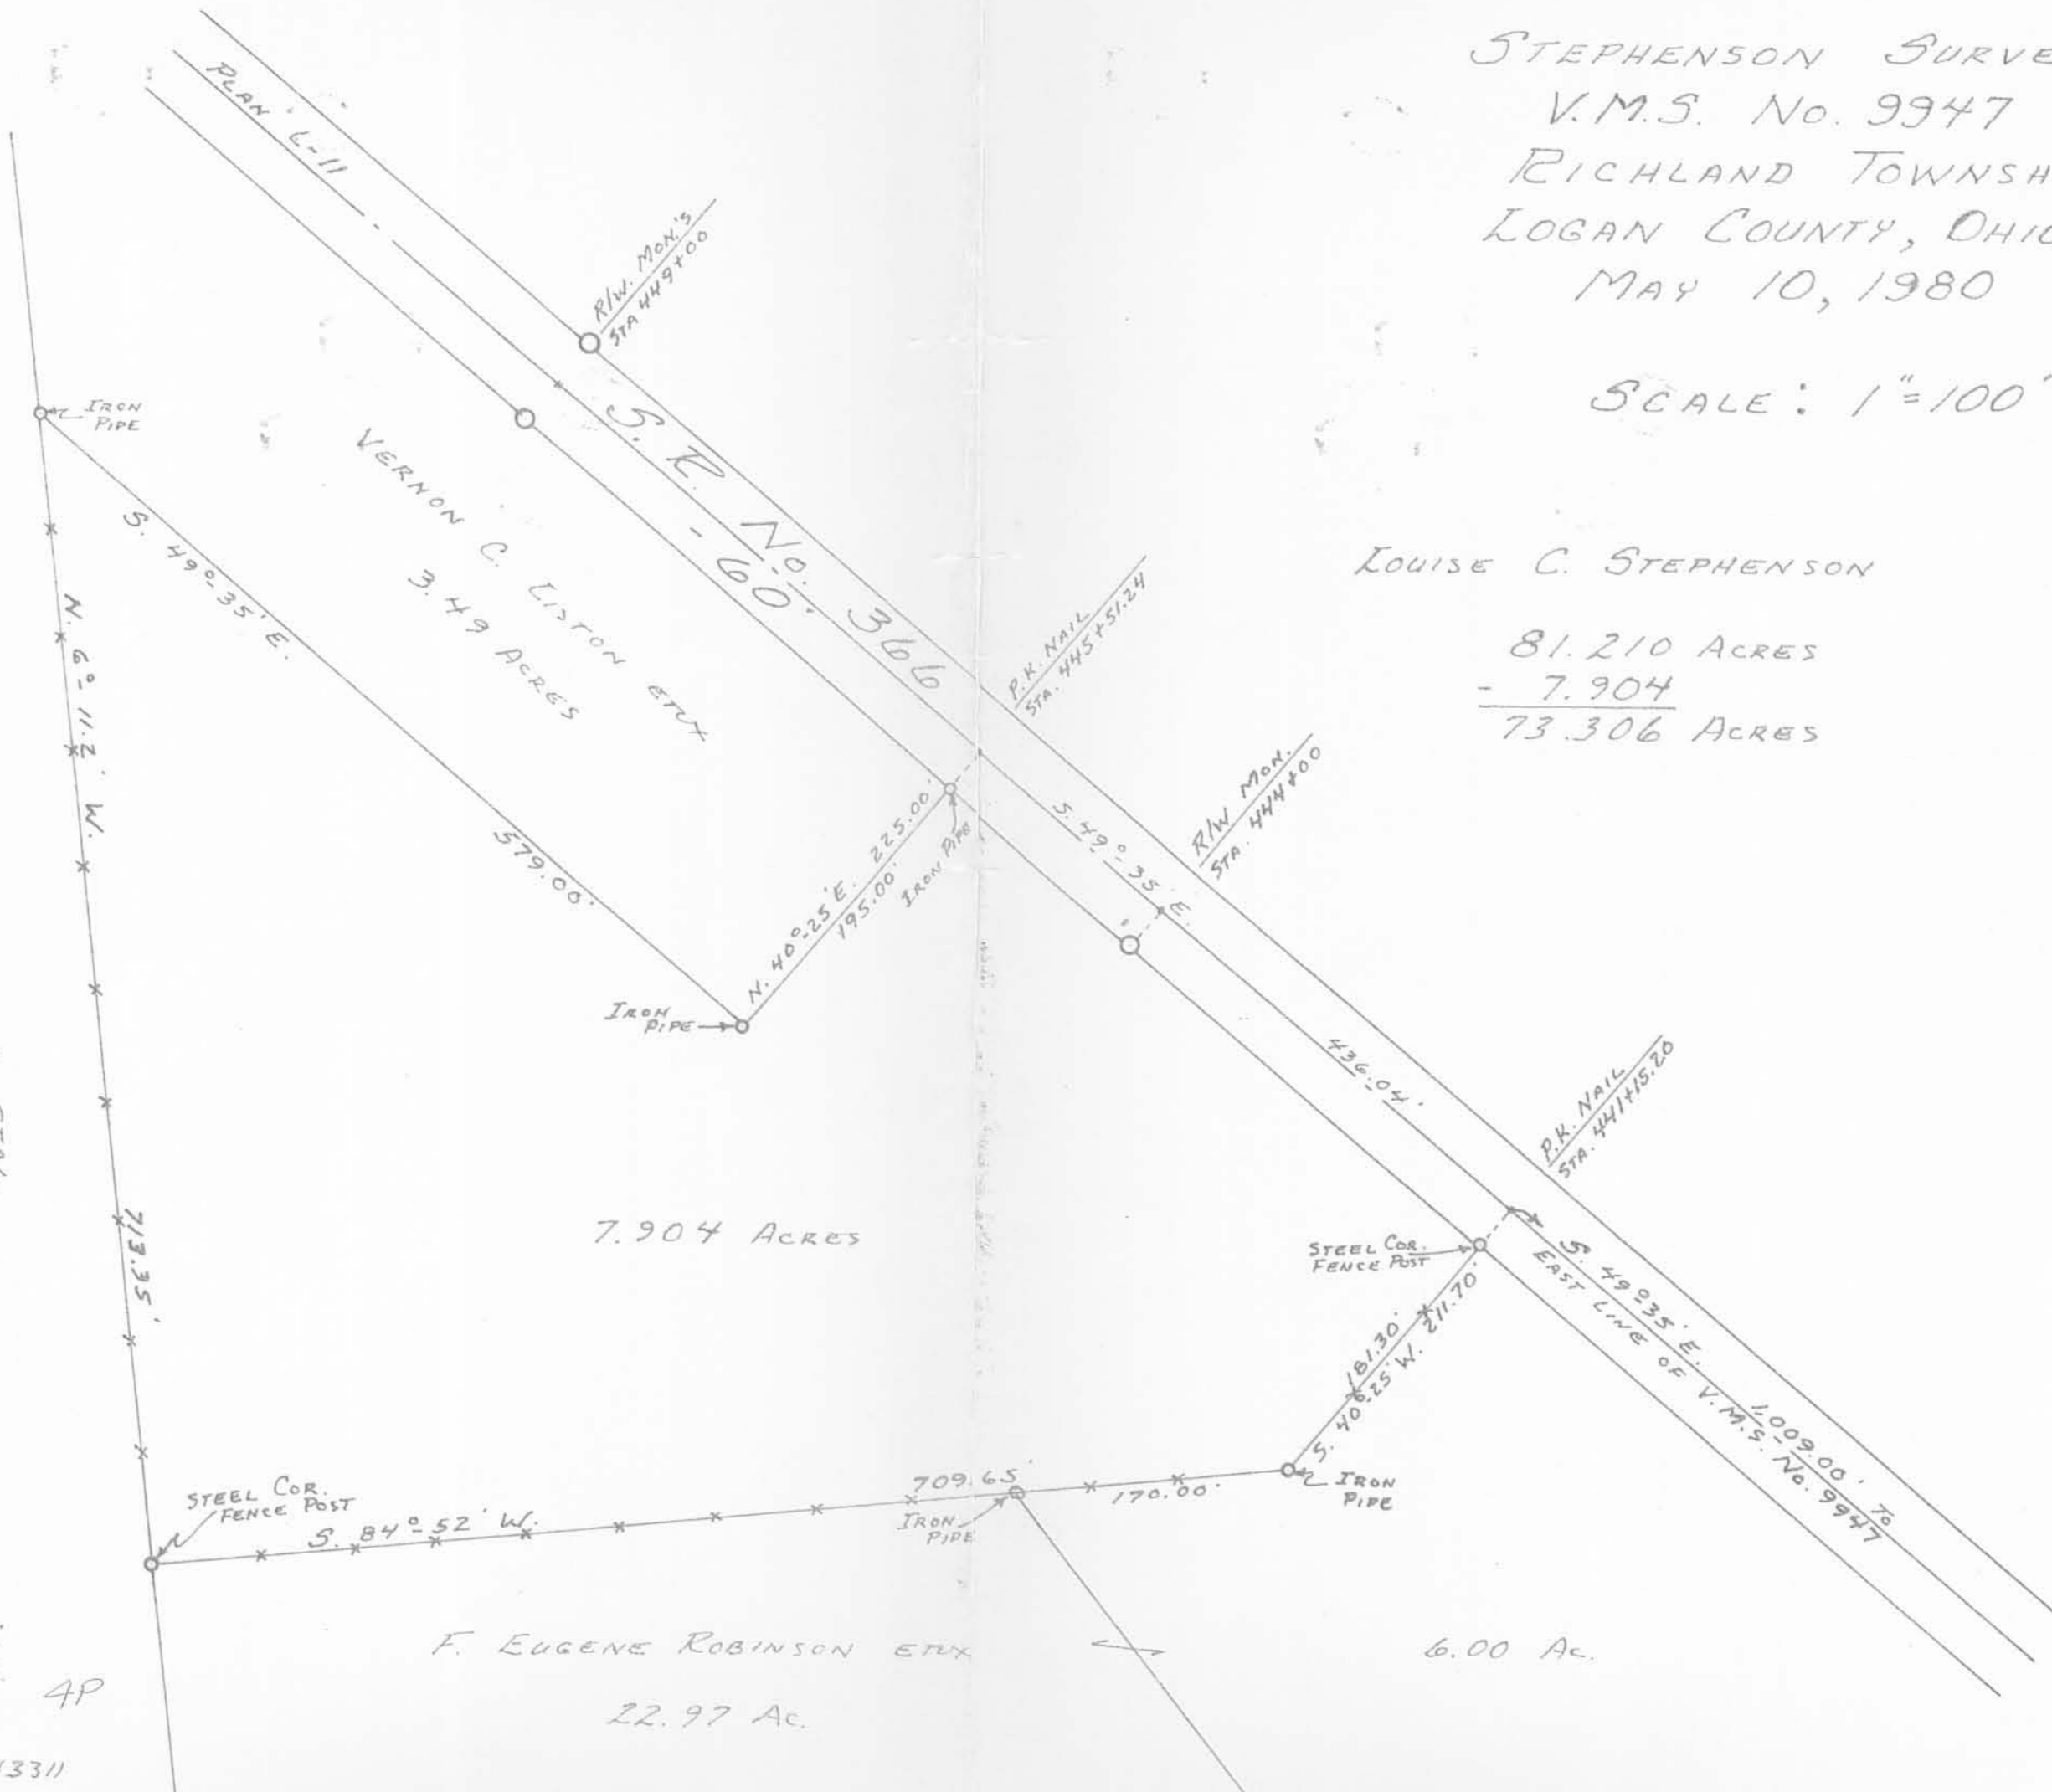 STEPHENSON SURVE
V.M.S. No. 9947
RICHLAND TOWNSH
LOGAN COUNTY, OHIO
MAY 10, 1980
SCALE: 1"=100'
PLAN L-11
R/W. MON.'S
STA 449+00
IRON
PIPE
S. 49°-35' E.
579.00'
VERNON C. LISTON ETUX
3.49 ACRES
S. R. No. 366
- 60'
N. 6°-11.2' W.
713.35'
LOUISE C. STEPHENSON
81.210 ACRES
- 7.904
73.306 ACRES
P.K. NAIL
STA. 445+51.24
R/W MON.
STA. 444+00
N. 40°-25' E. 225.00'
195.00'
IRON PIPE
S. 49°-35' E.
436.04'
IRON
PIPE
P.K. NAIL
STA. 441+15.20
7.904 ACRES
STEEL COR.
FENCE POST
S. 49°35' E. 1,009.00' To
EAST LINE OF V.M.S. No. 9947
181.30'
S. 40°25' W. 211.70'
STEEL COR.
FENCE POST
S. 84°-52' W.
709.65'
170.00'
IRON
PIPE
IRON
PIPE
F. EUGENE ROBINSON ETUX
22.97 AC.
6.00 AC.
4P
3311